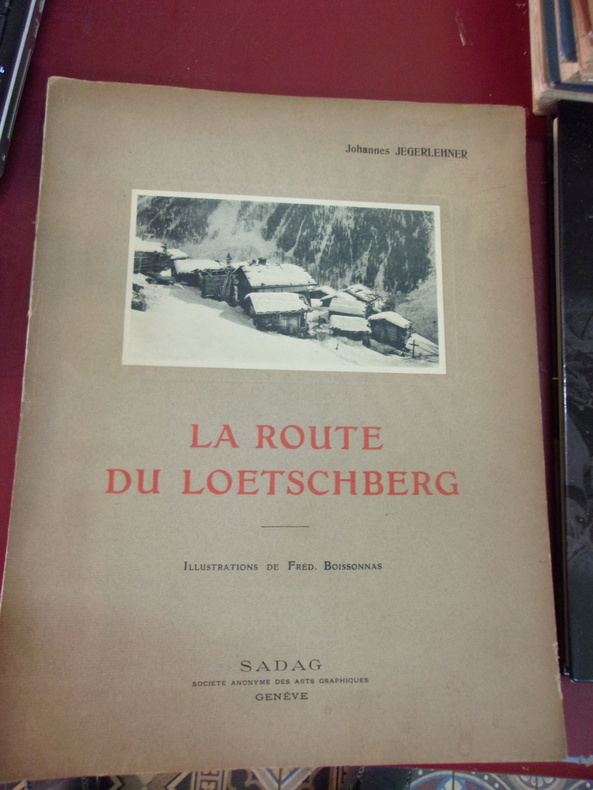 Johannes JEGERLEHNER
LA ROUTE
DU LOETSCHBERG
ILLUSTRATIONS DE FRÉD. BOISSONNAS
SADAG
SOCIÉTÉ ANONYME DES ARTS GRAPHIQUES
GENÈVE